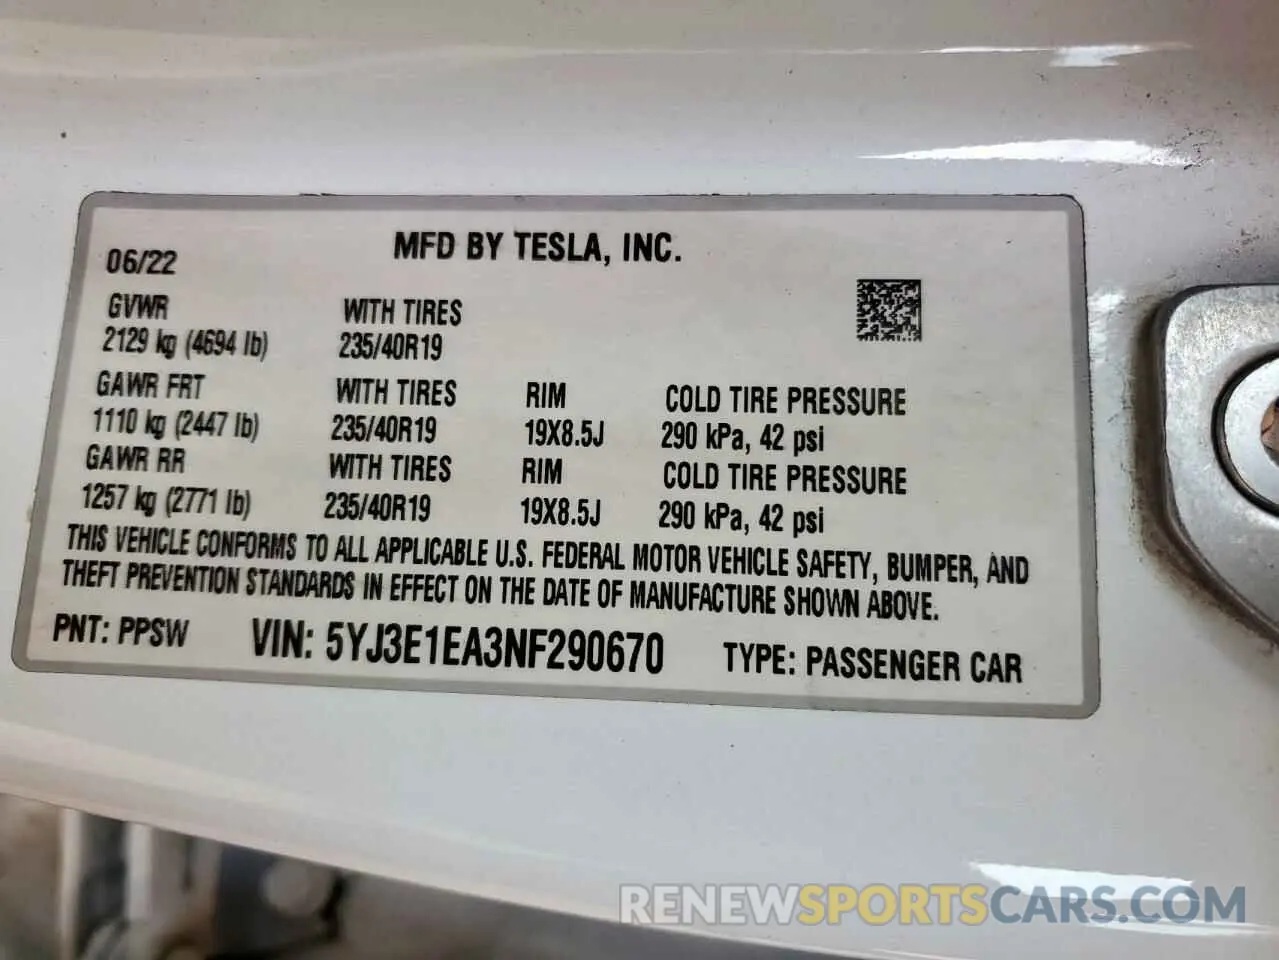 MFD BY TESLA, INC.
06/22
GVWR WITH TIRES
2129 kg (4694 lb) 235/40R19
GAWR FRT WITH TIRES RIM COLD TIRE PRESSURE
1110 kg (2447 lb) 235/40R19 19X8.5J 290 kPa, 42 psi
GAWR RR WITH TIRES RIM COLD TIRE PRESSURE
1257 kg (2771 lb) 235/40R19 19X8.5J 290 kPa, 42 psi
THIS VEHICLE CONFORMS TO ALL APPLICABLE U.S. FEDERAL MOTOR VEHICLE SAFETY, BUMPER, AND
THEFT PREVENTION STANDARDS IN EFFECT ON THE DATE OF MANUFACTURE SHOWN ABOVE.
PNT: PPSW VIN: 5YJ3E1EA3NF290670 TYPE: PASSENGER CAR
RENEWSPORTSCARS.COM